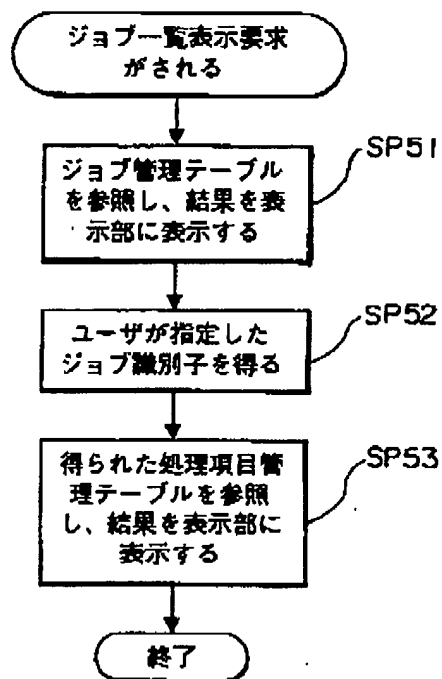 ジョブ一覧表示要求
がされる
SP51
ジョブ管理テーブル
を参照し、結果を表
示部に表示する
SP52
ユーザが指定した
ジョブ識別子を得る
SP53
得られた処理項目管
理テーブルを参照
し、結果を表示部に
表示する
終了